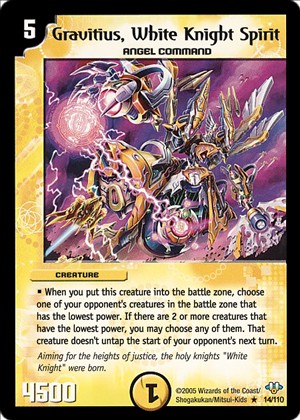 5 Gravitius, White Knight Spirit
ANGEL COMMAND
CREATURE
• When you put this creature into the battle zone, choose
one of your opponent's creatures in the battle zone that
has the lowest power. If there are 2 or more creatures that
have the lowest power, you may choose any of them. That
creature doesn't untap at the start of your opponent's next turn.
Aiming for the heights of justice, the holy knights "White
Knight" were born.
4500
1
©2005 Wizards of the Coast/
Shogakukan/Mitsui-Kids ★ 14/110